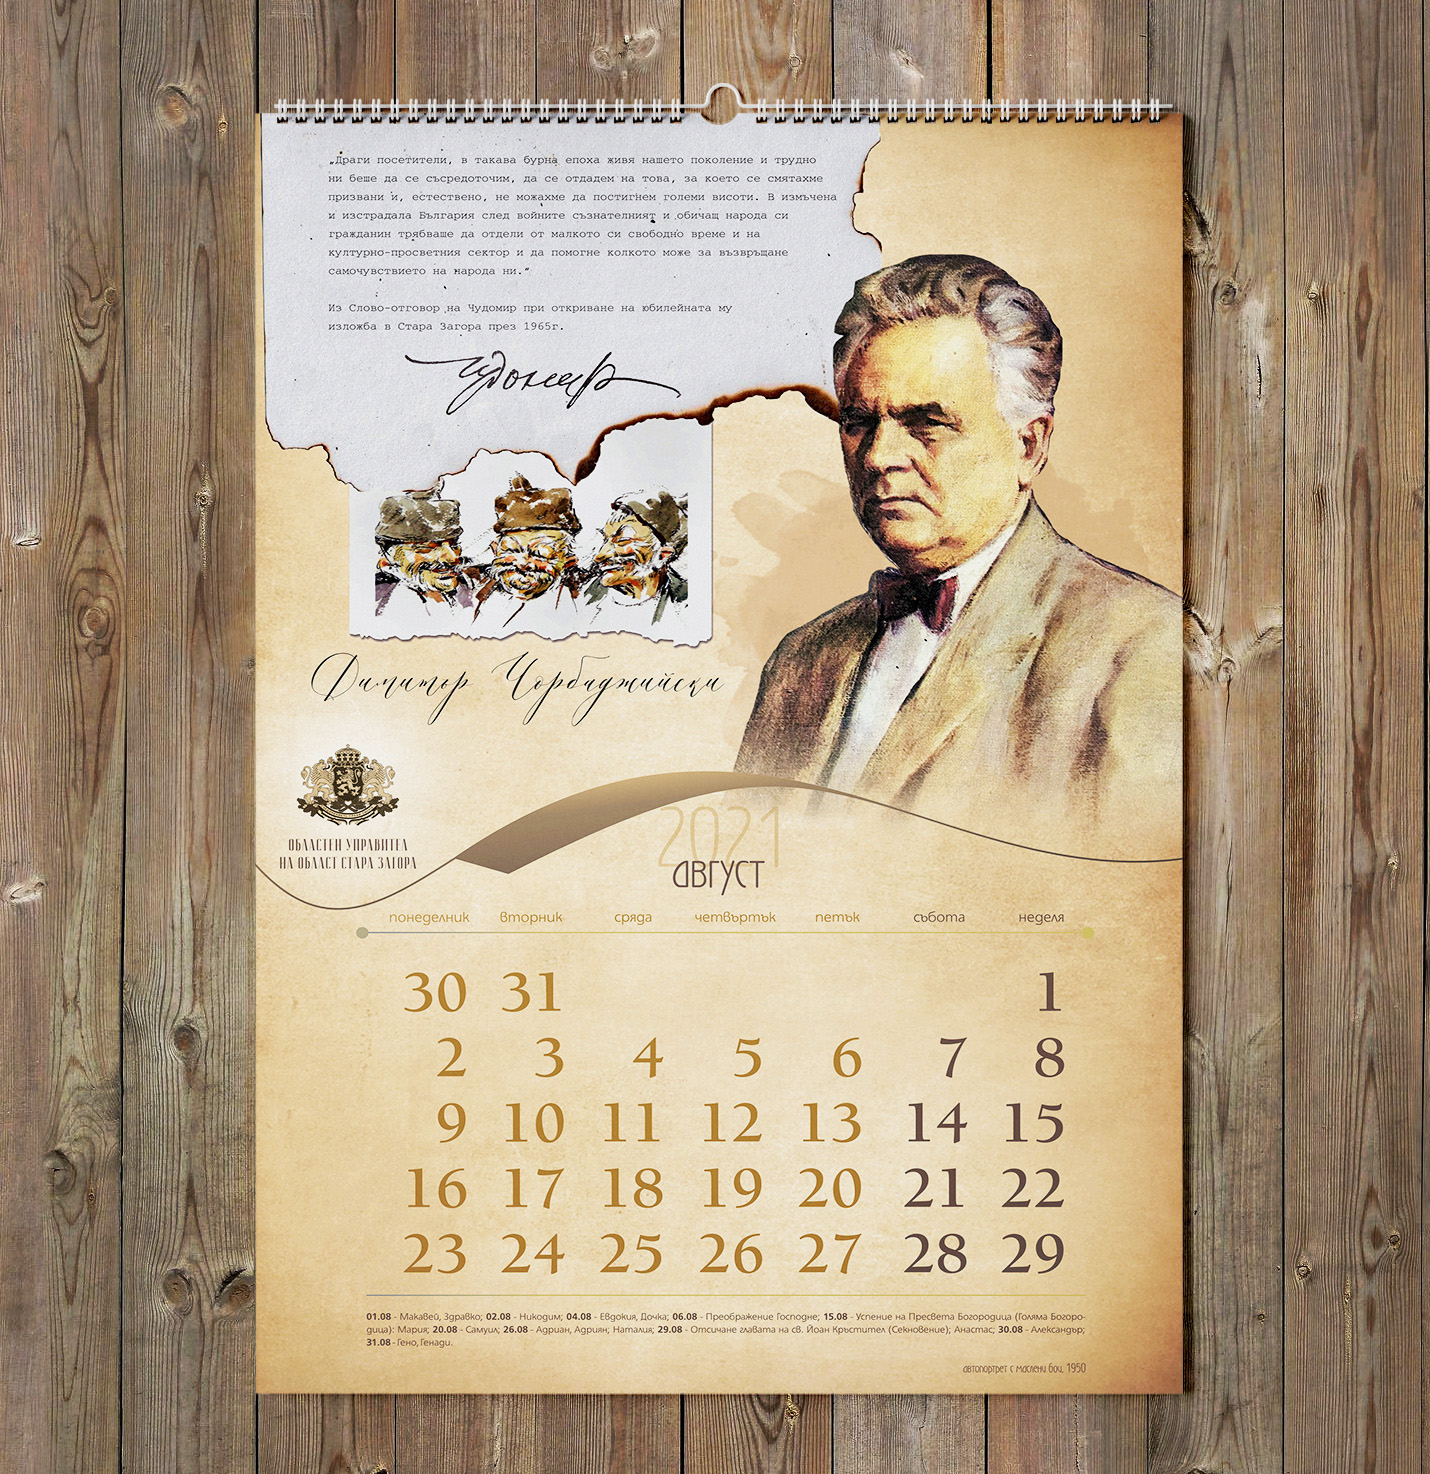 „Драги посетители, в такава бурна епоха живя нашето поколение и трудно
ни беше да се съсредоточим, да се отдадем на това, за което се смятахме
призвани и, естествено, не можахме да постигнем големи висоти. В измъчена
и изстрадала България след войните съзнателният и обичащ народа си
гражданин трябваше да отдели от малкото си свободно време и на
културно-просветния сектор и да помогне колкото може за възвръщане
самочувствието на народа ни.“
Из Слово-отговор на Чудомир при откриване на юбилейната му
изложба в Стара Загора през 1965г.
Чудомир
Димитър Чорбаджийски
ОБЛАСТЕН УПРАВИТЕЛ
НА ОБЛАСТ СТАРА ЗАГОРА
2021
август
понеделник вторник сряда четвъртък петък събота неделя
30 31 1
2 3 4 5 6 7 8
9 10 11 12 13 14 15
16 17 18 19 20 21 22
23 24 25 26 27 28 29
01.08 - Макавей, Здравко; 02.08 - Никодим; 04.08 - Евдокия, Дочка; 06.08 - Преображение Господне; 15.08 - Успение на Пресвета Богородица (Голяма Богоро-
дица): Мария; 20.08 - Самуил; 26.08 - Адриан, Адриян; Наталия; 29.08 - Отсичане главата на св. Йоан Кръстител (Секновение); Анастас; 30.08 - Александър;
31.08 - Гено, Генади.
автопортрет с маслени бои, 1950